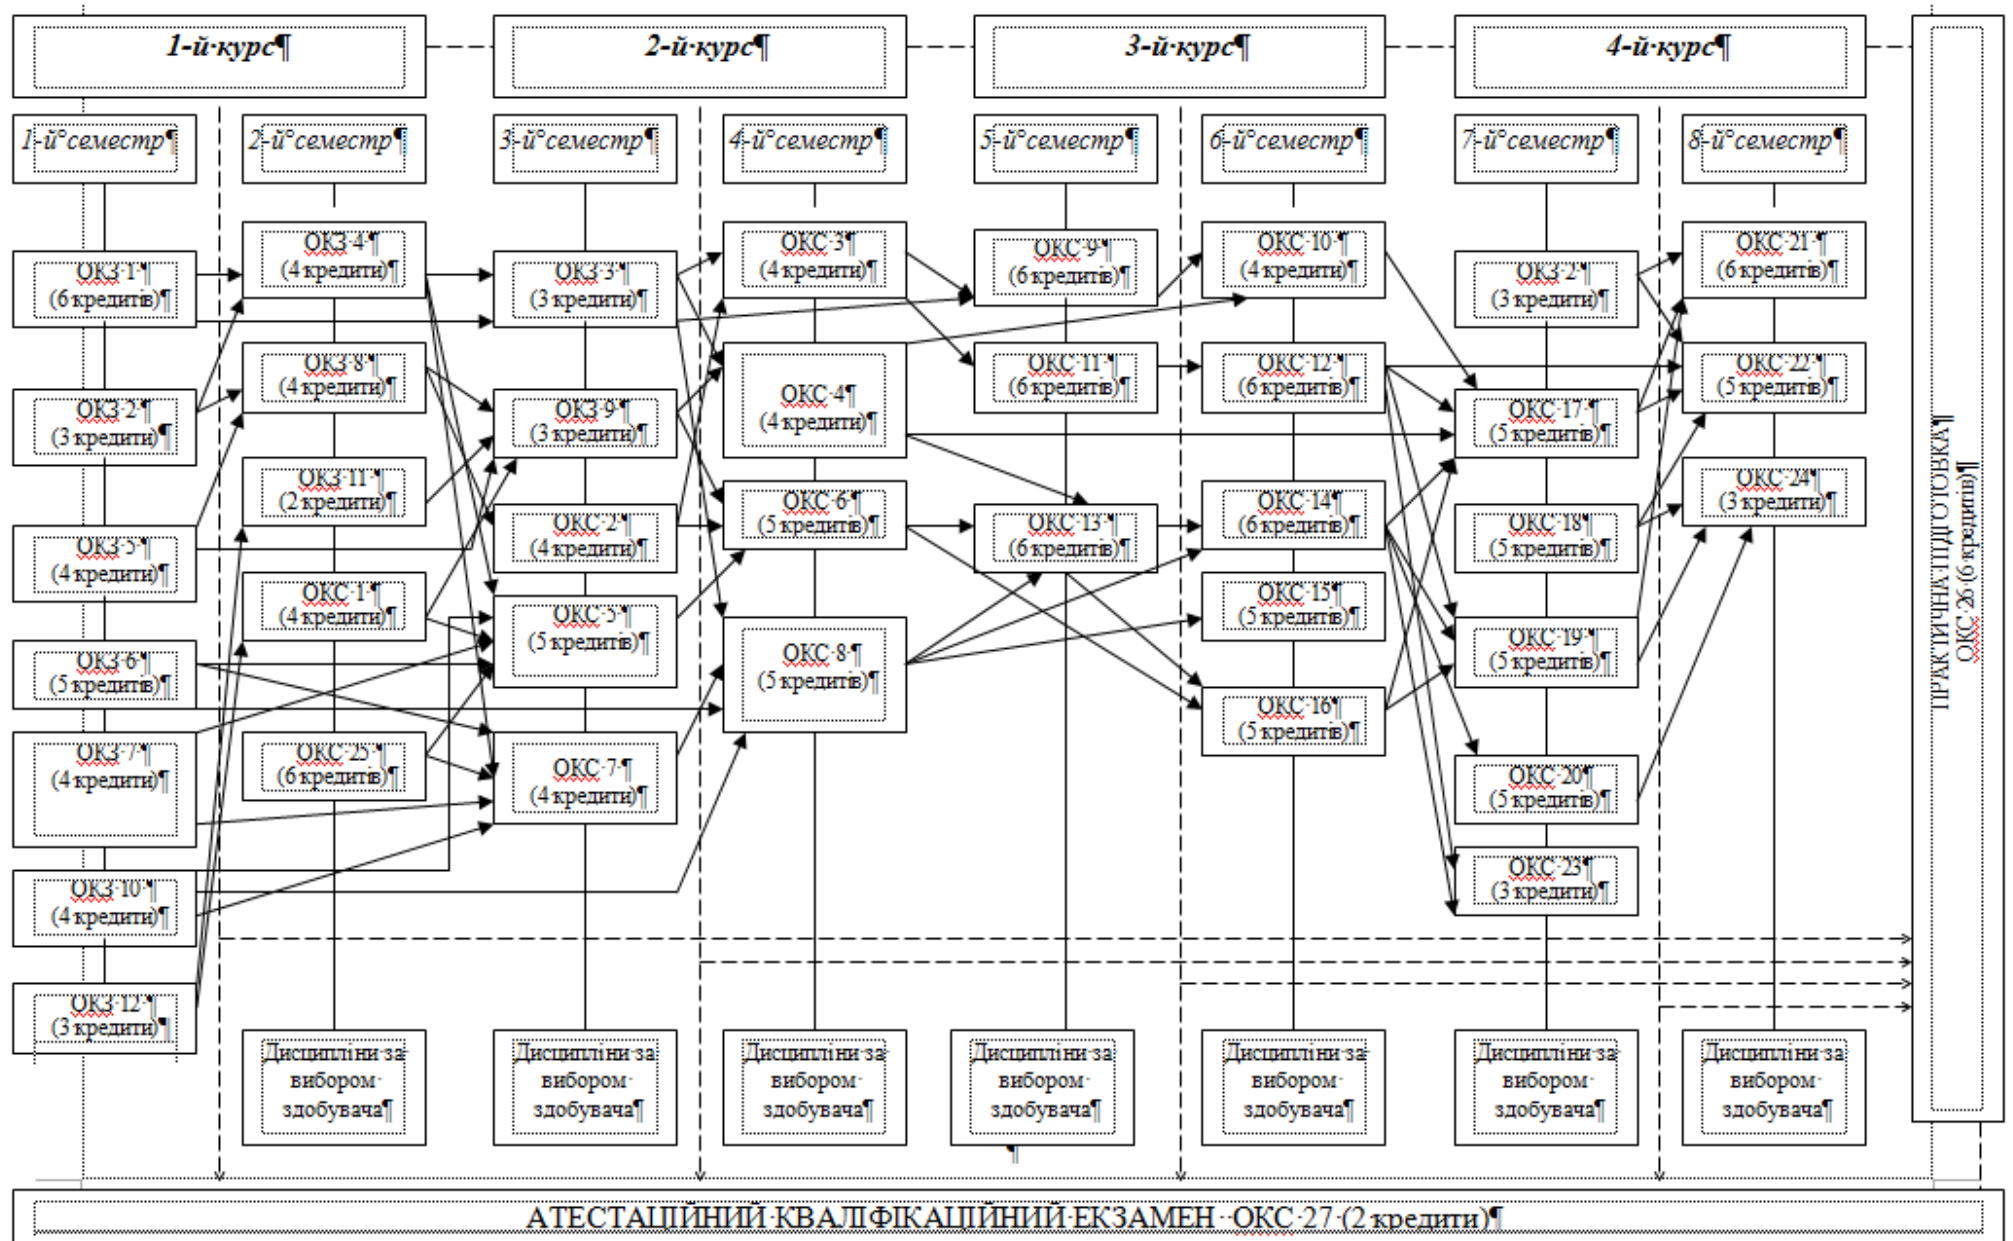 1-й курс
2-й курс
3-й курс
4-й курс
1-й семестр
2-й семестр
3-й семестр
4-й семестр
5-й семестр
6-й семестр
7-й семестр
8-й семестр
ОКЗ 1
(6 кредитів)
ОКЗ 2
(3 кредити)
ОКЗ 5
(4 кредити)
ОКЗ 6
(5 кредитів)
ОКЗ 7
(4 кредити)
ОКЗ 10
(4 кредити)
ОКЗ 12
(3 кредити)
ОКЗ 4
(4 кредити)
ОКЗ 8
(4 кредити)
ОКЗ 11
(2 кредити)
ОКС 1
(4 кредити)
ОКС 25
(6 кредитів)
Дисципліни за
вибором
здобувача
ОКЗ 3
(3 кредити)
ОКЗ 9
(3 кредити)
ОКС 2
(4 кредити)
ОКС 5
(5 кредитів)
ОКС 7
(4 кредити)
Дисципліни за
вибором
здобувача
ОКС 3
(4 кредити)
ОКС 4
(4 кредити)
ОКС 6
(5 кредитів)
ОКС 8
(5 кредитів)
Дисципліни за
вибором
здобувача
ОКС 9
(6 кредитів)
ОКС 11
(6 кредитів)
ОКС 13
(6 кредитів)
Дисципліни за
вибором
здобувача
ОКС 10
(4 кредити)
ОКС 12
(6 кредитів)
ОКС 14
(6 кредитів)
ОКС 15
(5 кредитів)
ОКС 16
(5 кредитів)
Дисципліни за
вибором
здобувача
ОКЗ 2
(3 кредити)
ОКС 17
(5 кредитів)
ОКС 18
(5 кредитів)
ОКС 19
(5 кредитів)
ОКС 20
(5 кредитів)
ОКС 23
(3 кредити)
Дисципліни за
вибором
здобувача
ОКС 21
(6 кредитів)
ОКС 22
(5 кредитів)
ОКС 24
(3 кредити)
Дисципліни за
вибором
здобувача
ПРАКТИЧНА ПІДГОТОВКА
ОКС 26 (6 кредитів)
АТЕСТАЦІЙНИЙ КВАЛІФІКАЦІЙНИЙ ЕКЗАМЕН ОКС 27 (2 кредити)